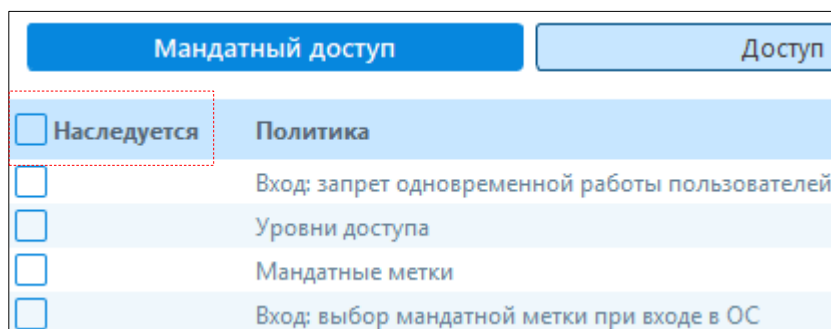 Мандатный доступ Доступ
Наследуется Политика
Вход: запрет одновременной работы пользователей
Уровни доступа
Мандатные метки
Вход: выбор мандатной метки при входе в ОС